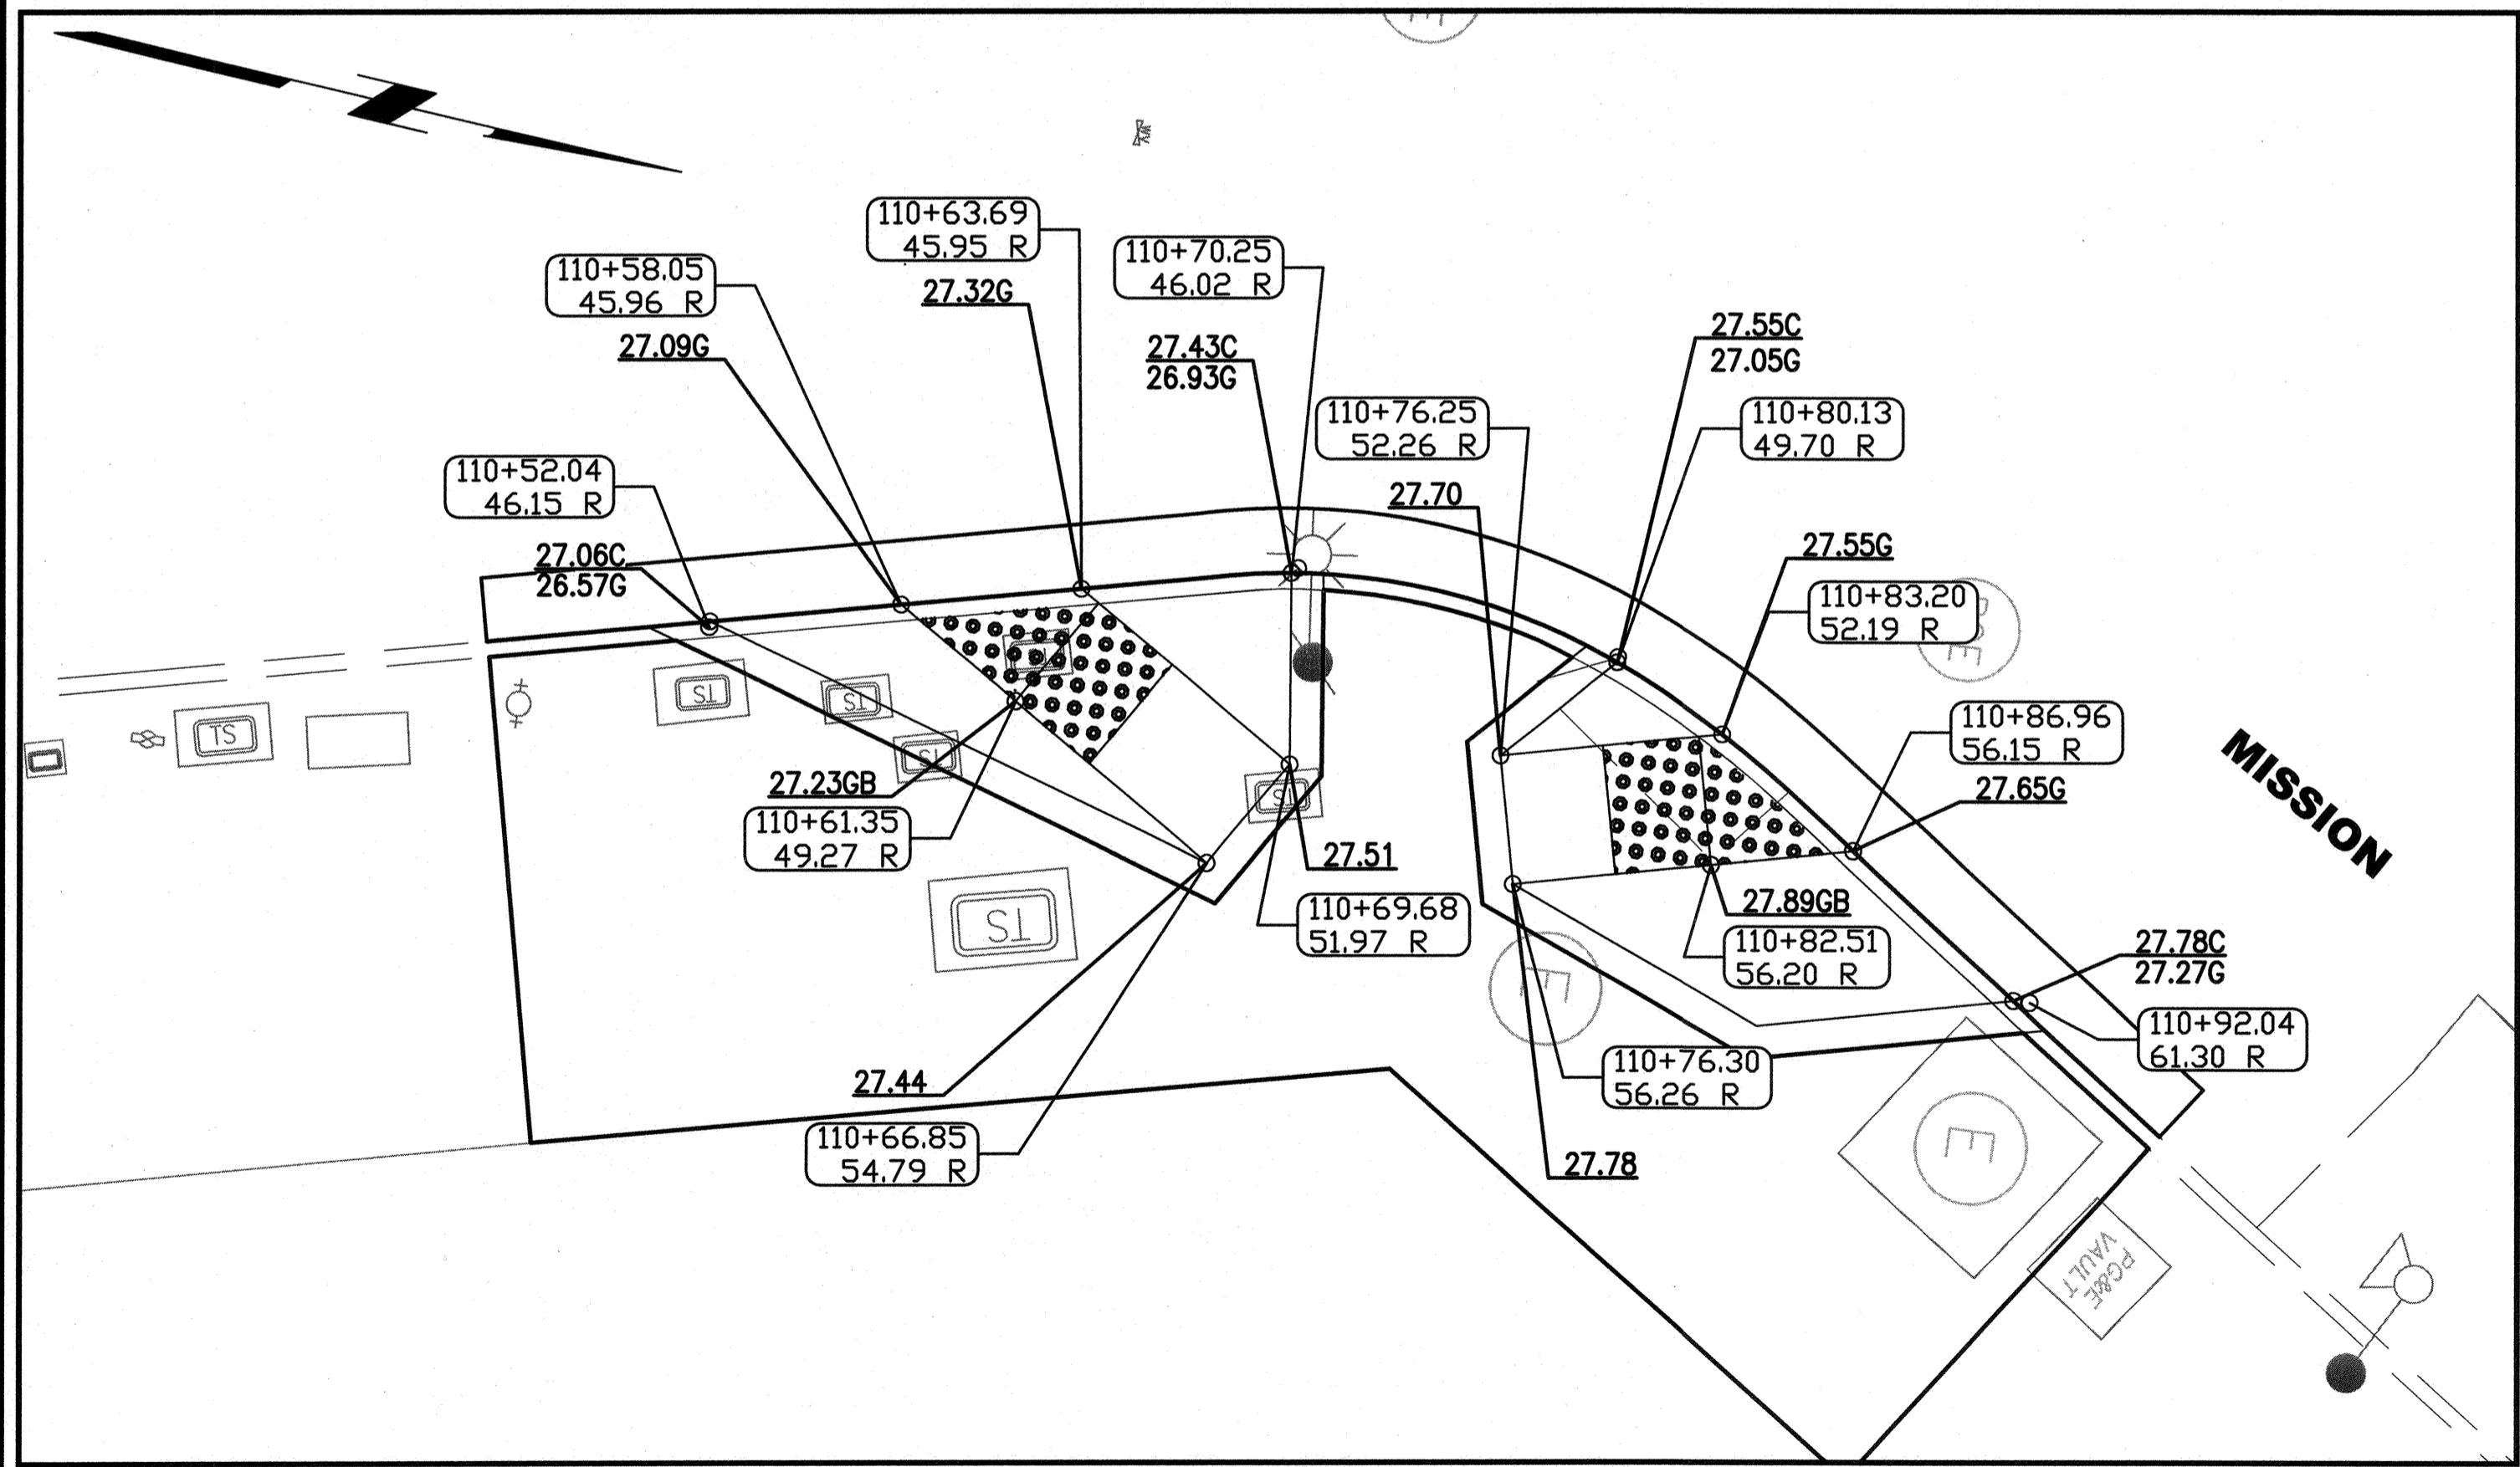 110+63.69
45.95 R
110+70.25
46.02 R
110+58.05
45.96 R
27.32G
27.09G
27.43C
26.93G
27.55C
27.05G
110+76.25
52.26 R
110+80.13
49.70 R
110+52.04
46.15 R
27.70
27.06C
26.57G
27.55G
110+83.20
52.19 R
TS
ST
ST
ST
ST
ST
110+86.96
56.15 R
27.65G
MISSION
27.23GB
110+61.35
49.27 R
27.51
110+69.68
51.97 R
27.89GB
110+82.51
56.20 R
27.78C
27.27G
110+92.04
61.30 R
E
E
E
27.44
110+76.30
56.26 R
110+66.85
54.79 R
27.78
PG&E
VAULT